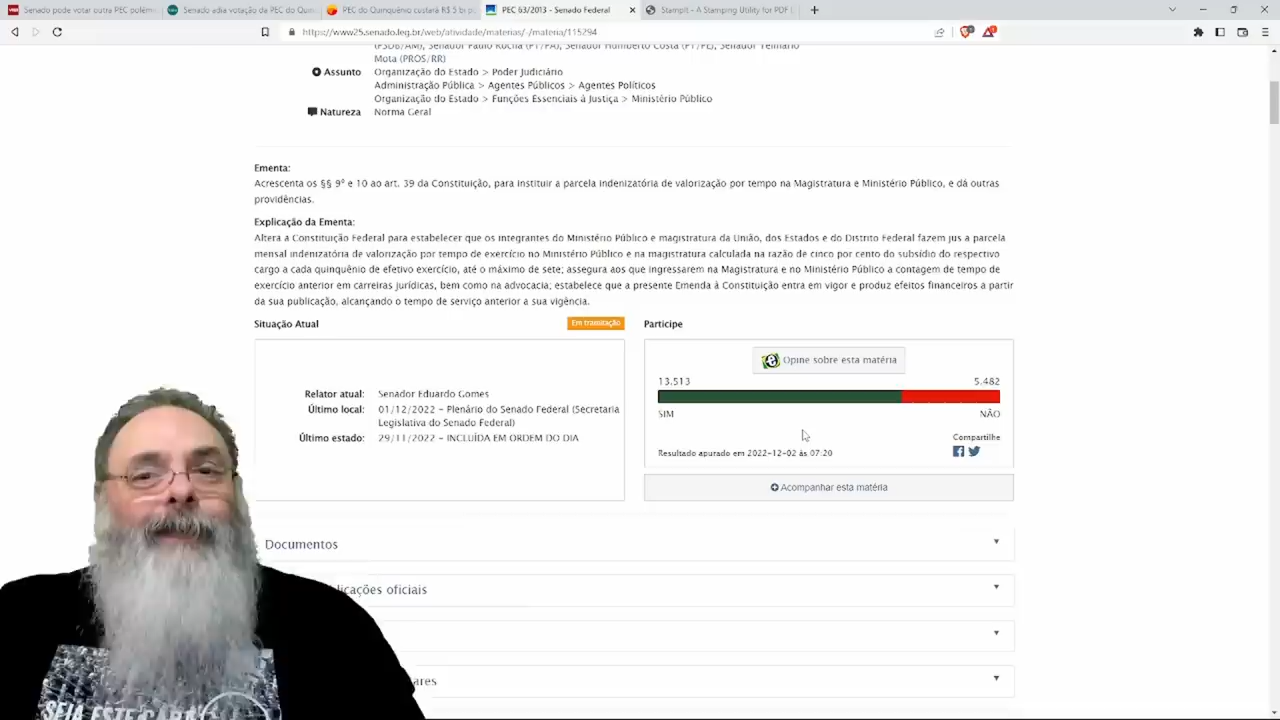 Senado pode votar outra PEC polêmi
Senado adia votação da PEC do Quin
PEC do Quinquênio custará R$ 5 bi p
PEC 63/2013 - Senado Federal
StampIt - A Stamping Utility for PDF D
https://www25.senado.leg.br/web/atividade/materias/-/materia/115294
(PSDB/AM), Senador Paulo Rocha (PT/PA), Senador Humberto Costa (PT/PE), Senador Telmário
Mota (PROS/RR)
Assunto Organização do Estado > Poder Judiciário
Administração Pública > Agentes Públicos > Agentes Políticos
Organização do Estado > Funções Essenciais à Justiça > Ministério Público
Natureza Norma Geral
Ementa:
Acrescenta os §§ 9º e 10 ao art. 39 da Constituição, para instituir a parcela indenizatória de valorização por tempo na Magistratura e Ministério Público, e dá outras
providências.
Explicação da Ementa:
Altera a Constituição Federal para estabelecer que os integrantes do Ministério Público e magistratura da União, dos Estados e do Distrito Federal fazem jus a parcela
mensal indenizatória de valorização por tempo de exercício no Ministério Público e na magistratura calculada na razão de cinco por cento do subsídio do respectivo
cargo a cada quinquênio de efetivo exercício, até o máximo de sete; assegura aos que ingressarem na Magistratura e no Ministério Público a contagem de tempo de
exercício anterior em carreiras jurídicas, bem como na advocacia; estabelece que a presente Emenda à Constituição entra em vigor e produz efeitos financeiros a partir
da sua publicação, alcançando o tempo de serviço anterior a sua vigência.
Situação Atual Em tramitação
Relator atual: Senador Eduardo Gomes
Último local: 01/12/2022 - Plenário do Senado Federal (Secretaria
Legislativa do Senado Federal)
Último estado: 29/11/2022 - INCLUÍDA EM ORDEM DO DIA
Participe
Opine sobre esta matéria
13.513 5.482
SIM NÃO
Compartilhe
Resultado apurado em 2022-12-02 às 07:20
Acompanhar esta matéria
Documentos
licações oficiais
ares
SEJA ESTE